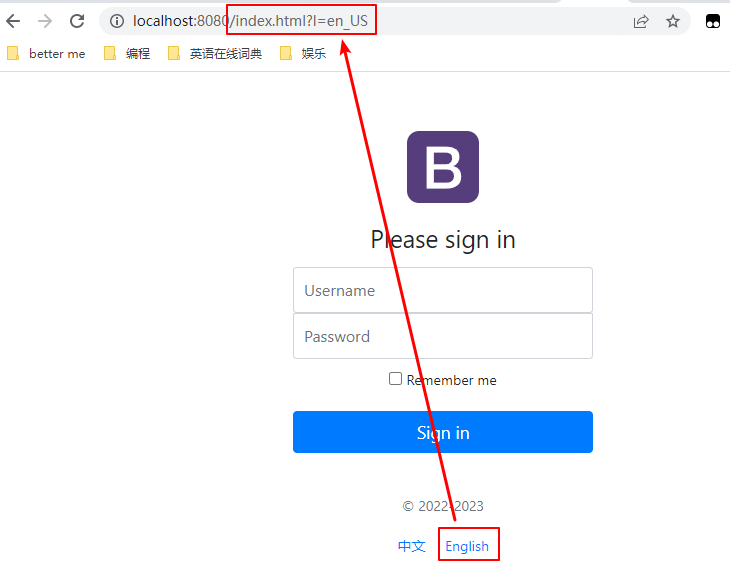 localhost:8080/index.html?l=en_US
better me 编程 英语在线词典 娱乐
B
Please sign in
Username
Password
Remember me
Sign in
© 2022-2023
中文 English